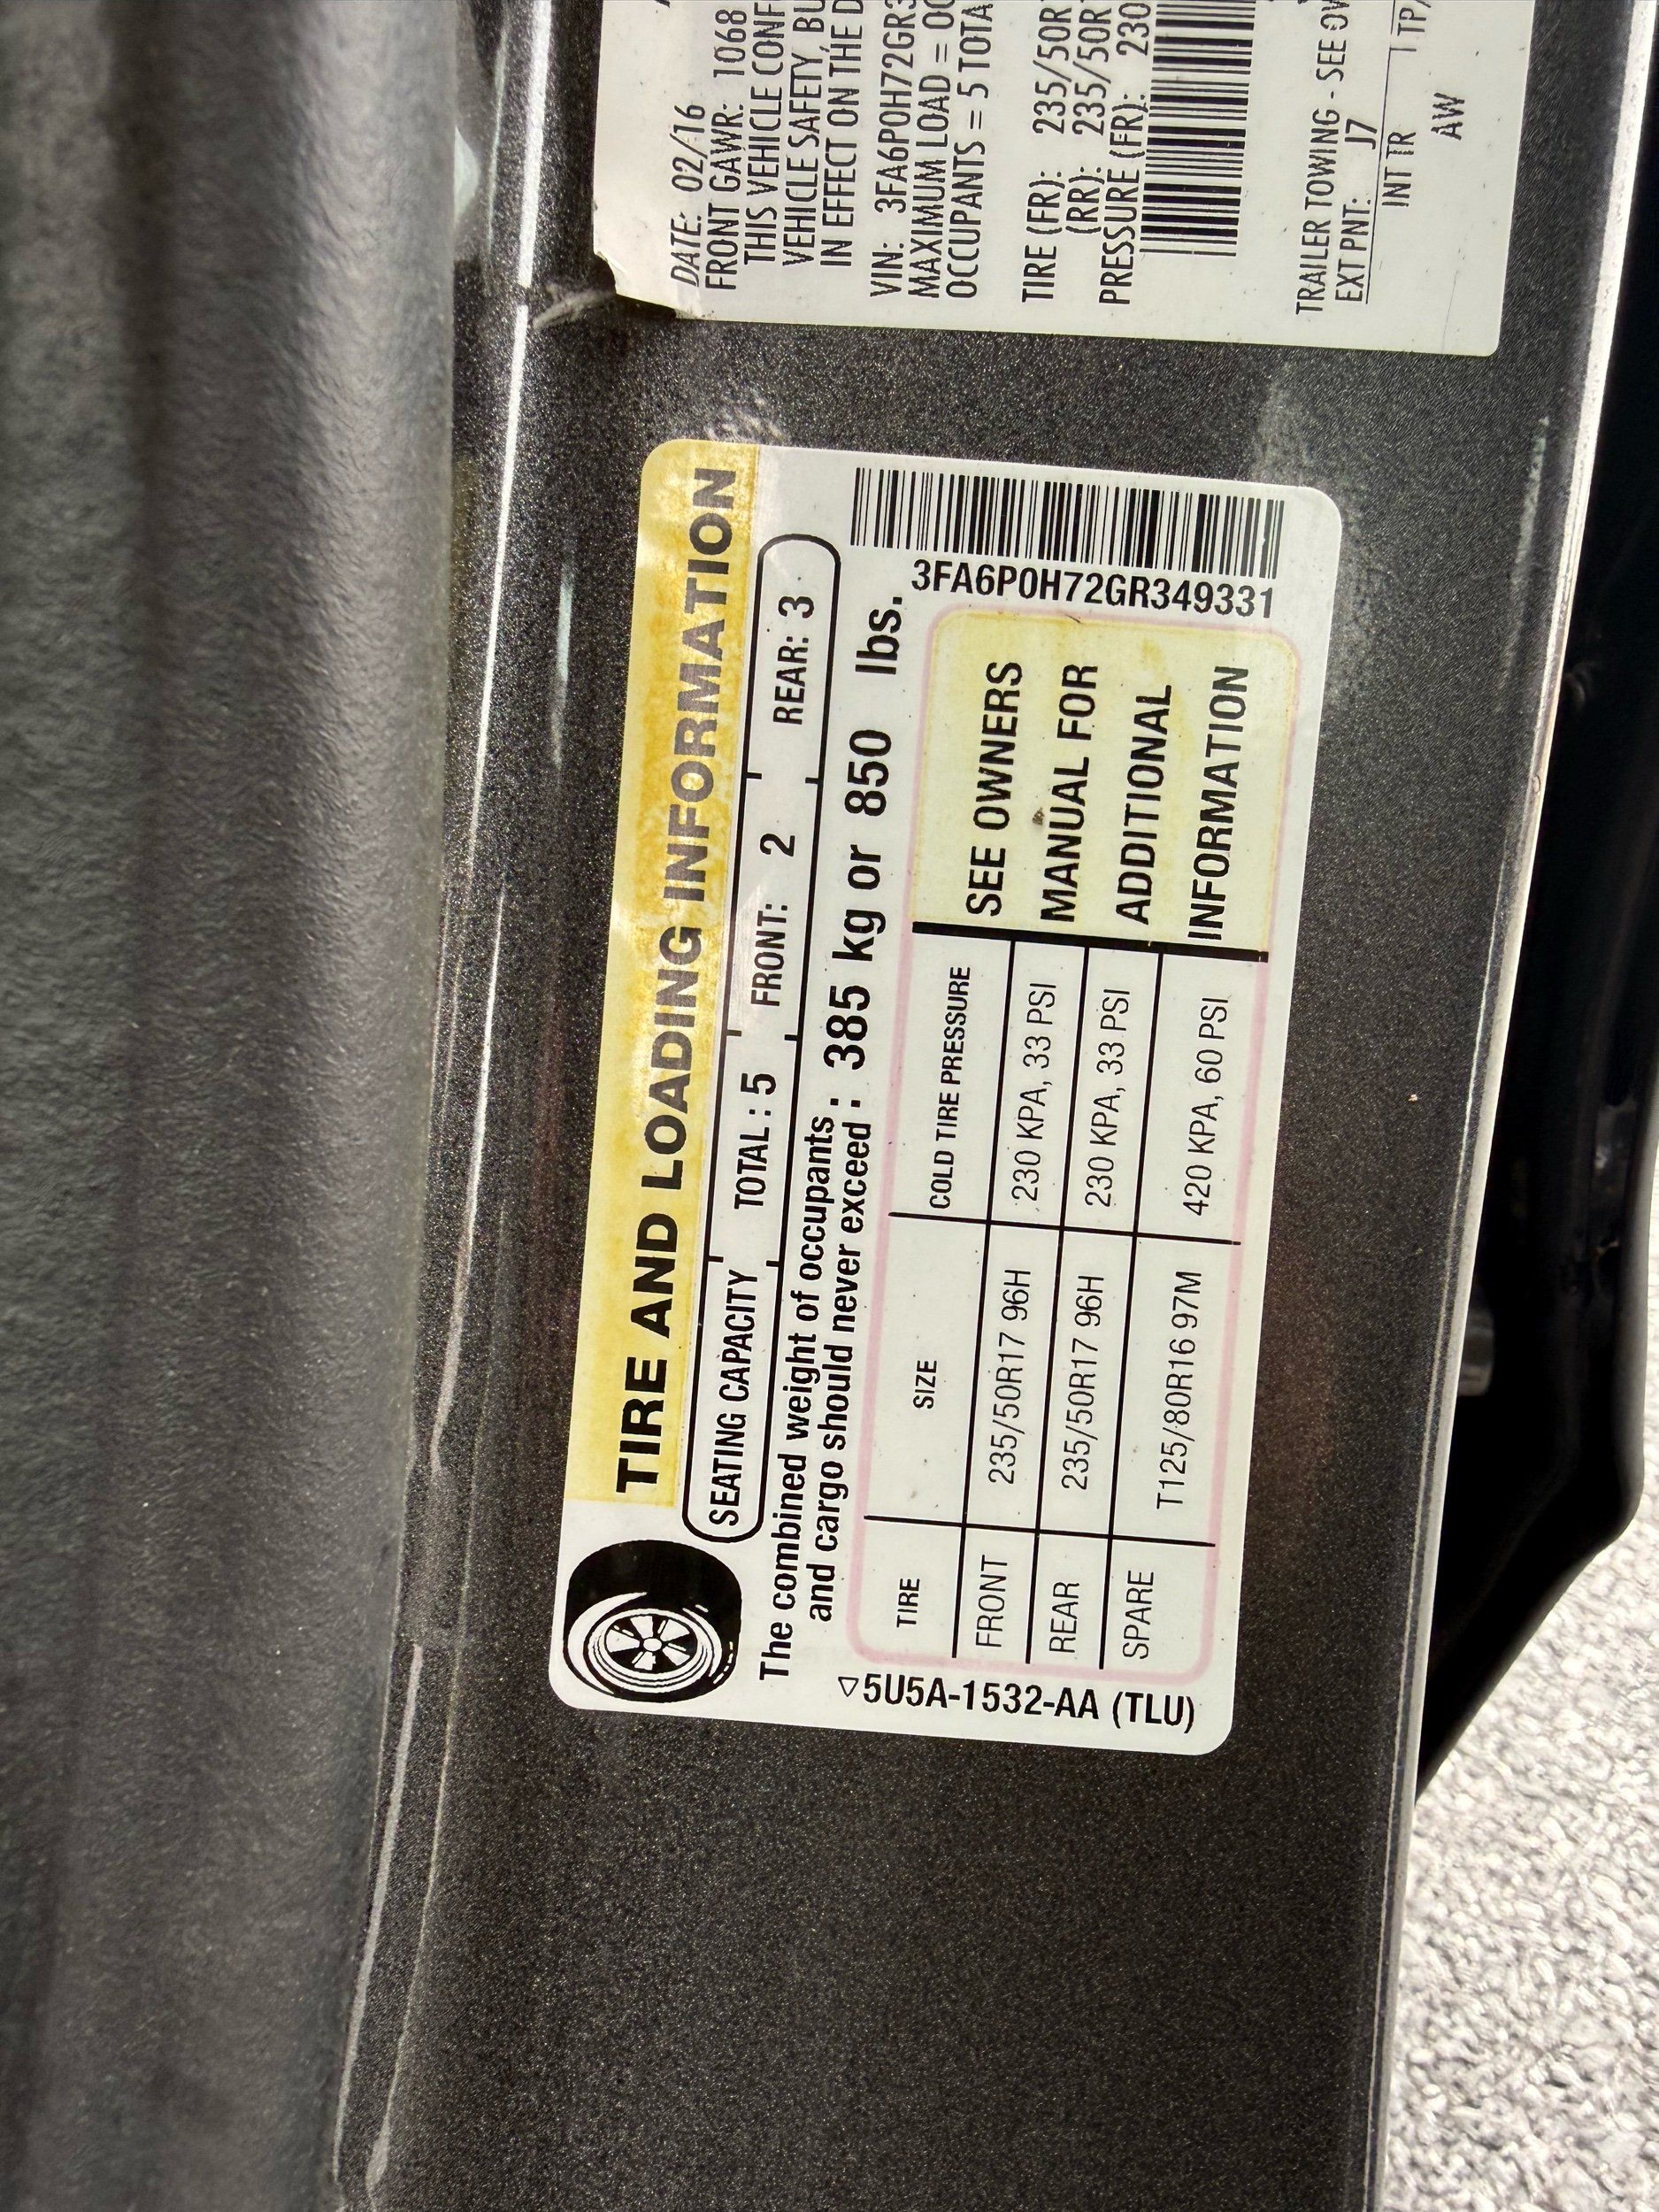 TIRE AND LOADING INFORMATION
SEATING CAPACITY TOTAL : 5 FRONT: 2 REAR: 3
The combined weight of occupants
and cargo should never exceed : 385 kg or 850 lbs.
TIRE SIZE COLD TIRE PRESSURE
FRONT 235/50R17 96H 230 KPA, 33 PSI
REAR 235/50R17 96H 230 KPA, 33 PSI
SPARE T125/80R16 97M 420 KPA, 60 PSI
SEE OWNERS
MANUAL FOR
ADDITIONAL
INFORMATION
3FA6P0H72GR349331
5U5A-1532-AA (TLU)
DATE: 02/16
FRONT GAWR: 1068
THIS VEHICLE CONF
VEHICLE SAFETY, BU
IN EFFECT ON THE D
VIN: 3FA6P0H72GR3
MAXIMUM LOAD = OC
OCCUPANTS = 5 TOTA
TIRE (FR): 235/50R
(RR): 235/50R
PRESSURE (FR): 230
TRAILER TOWING - SEE OW
EXT PNT: J7
INT TR TP/
AW